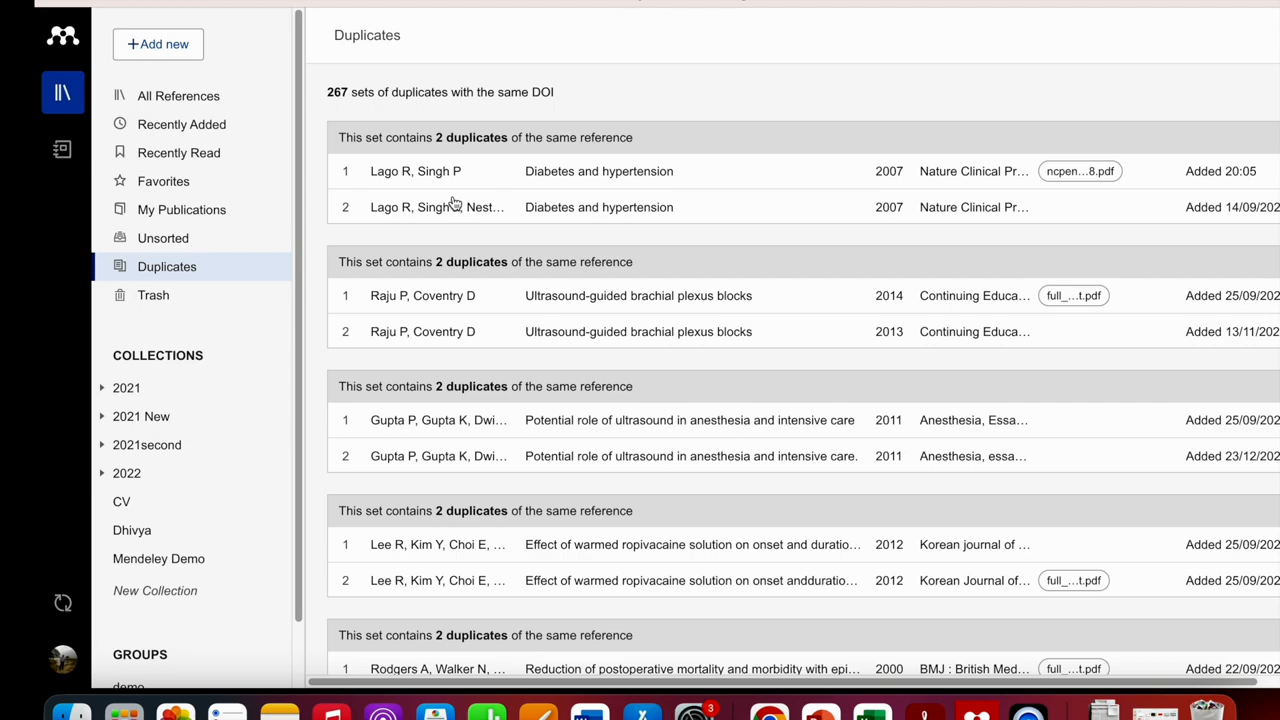 +Add new
All References
Recently Added
Recently Read
Favorites
My Publications
Unsorted
Duplicates
Trash
COLLECTIONS
2021
2021 New
2021second
2022
CV
Dhivya
Mendeley Demo
New Collection
GROUPS
demo
Duplicates
267 sets of duplicates with the same DOI
This set contains 2 duplicates of the same reference
1 Lago R, Singh P Diabetes and hypertension 2007 Nature Clinical Pr... ncpen...8.pdf Added 20:05
2 Lago R, Singh Nest... Diabetes and hypertension 2007 Nature Clinical Pr... Added 14/09/202
This set contains 2 duplicates of the same reference
1 Raju P, Coventry D Ultrasound-guided brachial plexus blocks 2014 Continuing Educa... full_...t.pdf Added 25/09/202
2 Raju P, Coventry D Ultrasound-guided brachial plexus blocks 2013 Continuing Educa... Added 13/11/202
This set contains 2 duplicates of the same reference
1 Gupta P, Gupta K, Dwi... Potential role of ultrasound in anesthesia and intensive care 2011 Anesthesia, Essa... Added 25/09/202
2 Gupta P, Gupta K, Dwi... Potential role of ultrasound in anesthesia and intensive care. 2011 Anesthesia, essa... Added 23/12/202
This set contains 2 duplicates of the same reference
1 Lee R, Kim Y, Choi E, ... Effect of warmed ropivacaine solution on onset and duratio... 2012 Korean journal of ... Added 25/09/202
2 Lee R, Kim Y, Choi E, ... Effect of warmed ropivacaine solution on onset andduratio... 2012 Korean Journal of... full_...t.pdf Added 25/09/202
This set contains 2 duplicates of the same reference
1 Rodgers A, Walker N, ... Reduction of postoperative mortality and morbidity with epi... 2000 BMJ : British Med... full_...t.pdf Added 22/09/202
3